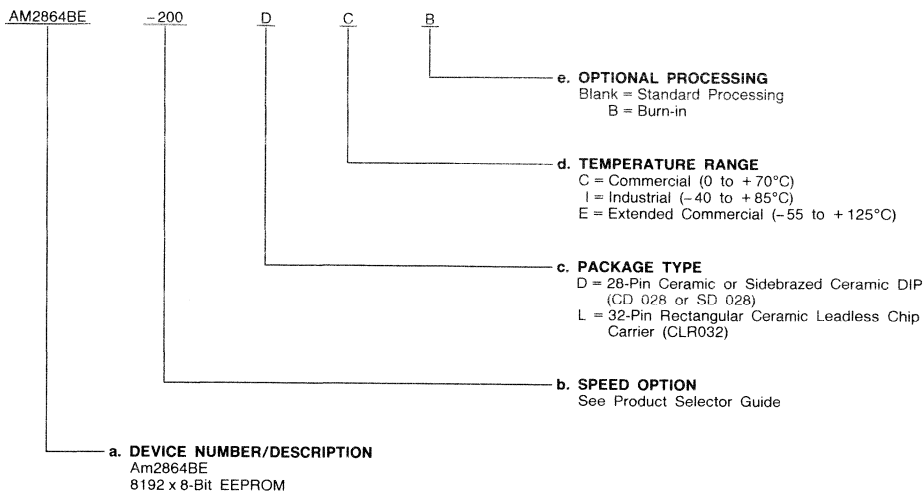 AM2864BE -200 D C B
e. OPTIONAL PROCESSING
Blank = Standard Processing
B = Burn-in
d. TEMPERATURE RANGE
C = Commercial (0 to +70°C)
I = Industrial (-40 to +85°C)
E = Extended Commercial (-55 to +125°C)
c. PACKAGE TYPE
D = 28-Pin Ceramic or Sidebrazed Ceramic DIP
(CD 028 or SD 028)
L = 32-Pin Rectangular Ceramic Leadless Chip
Carrier (CLR032)
b. SPEED OPTION
See Product Selector Guide
a. DEVICE NUMBER/DESCRIPTION
Am2864BE
8192 x 8-Bit EEPROM